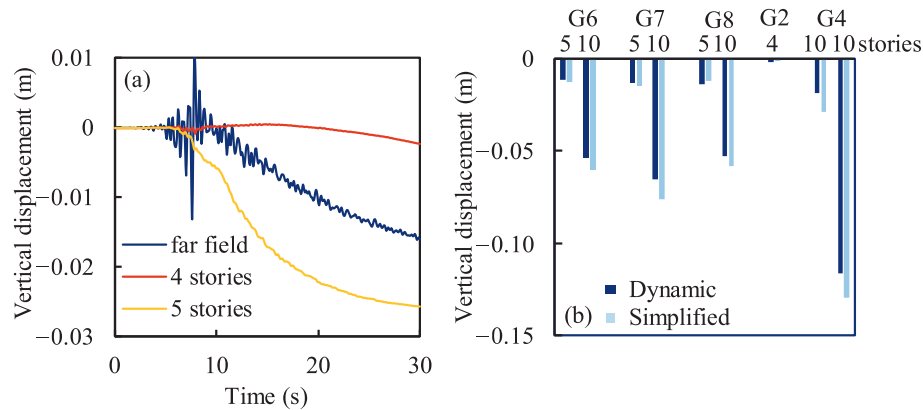 0.01
0
−0.01
−0.02
−0.03
Vertical displacement (m)
(a)
far field
4 stories
5 stories
0 10 20 30
Time (s)
G6 G7 G8 G2 G4
5 10 5 10 5 10 4 10 10 stories
0
−0.05
−0.10
−0.15
Vertical displacement (m)
(b)
Dynamic
Simplified